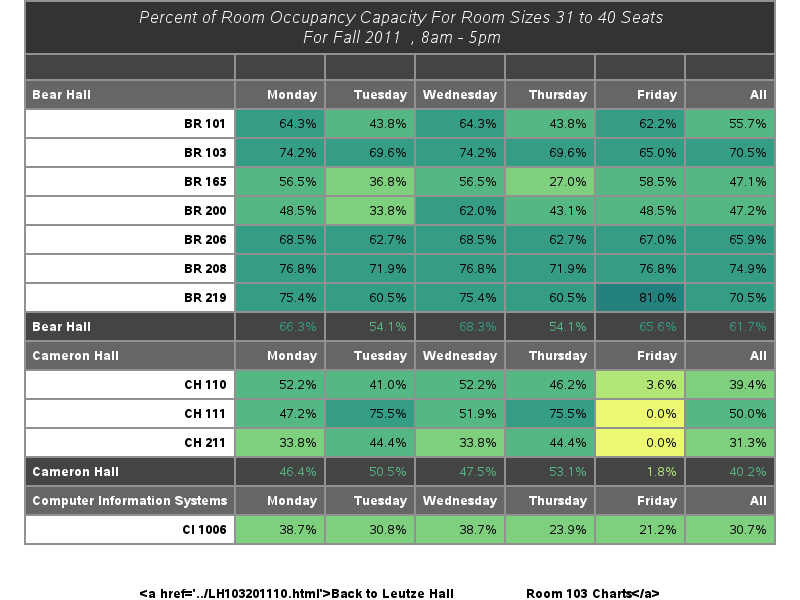 Percent of Room Occupancy Capacity For Room Sizes 31 to 40 Seats
For Fall 2011 , 8am - 5pm
Bear Hall Monday Tuesday Wednesday Thursday Friday All
BR 101 64.3% 43.8% 64.3% 43.8% 62.2% 55.7%
BR 103 74.2% 69.6% 74.2% 69.6% 65.0% 70.5%
BR 165 56.5% 36.8% 56.5% 27.0% 58.5% 47.1%
BR 200 48.5% 33.8% 62.0% 43.1% 48.5% 47.2%
BR 206 68.5% 62.7% 68.5% 62.7% 67.0% 65.9%
BR 208 76.8% 71.9% 76.8% 71.9% 76.8% 74.9%
BR 219 75.4% 60.5% 75.4% 60.5% 81.0% 70.5%
Bear Hall 66.3% 54.1% 68.3% 54.1% 65.6% 61.7%
Cameron Hall Monday Tuesday Wednesday Thursday Friday All
CH 110 52.2% 41.0% 52.2% 46.2% 3.6% 39.4%
CH 111 47.2% 75.5% 51.9% 75.5% 0.0% 50.0%
CH 211 33.8% 44.4% 33.8% 44.4% 0.0% 31.3%
Cameron Hall 46.4% 50.5% 47.5% 53.1% 1.8% 40.2%
Computer Information Systems Monday Tuesday Wednesday Thursday Friday All
CI 1006 38.7% 30.8% 38.7% 23.9% 21.2% 30.7%
<a href='../LH103201110.html'>Back to Leutze Hall Room 103 Charts</a>